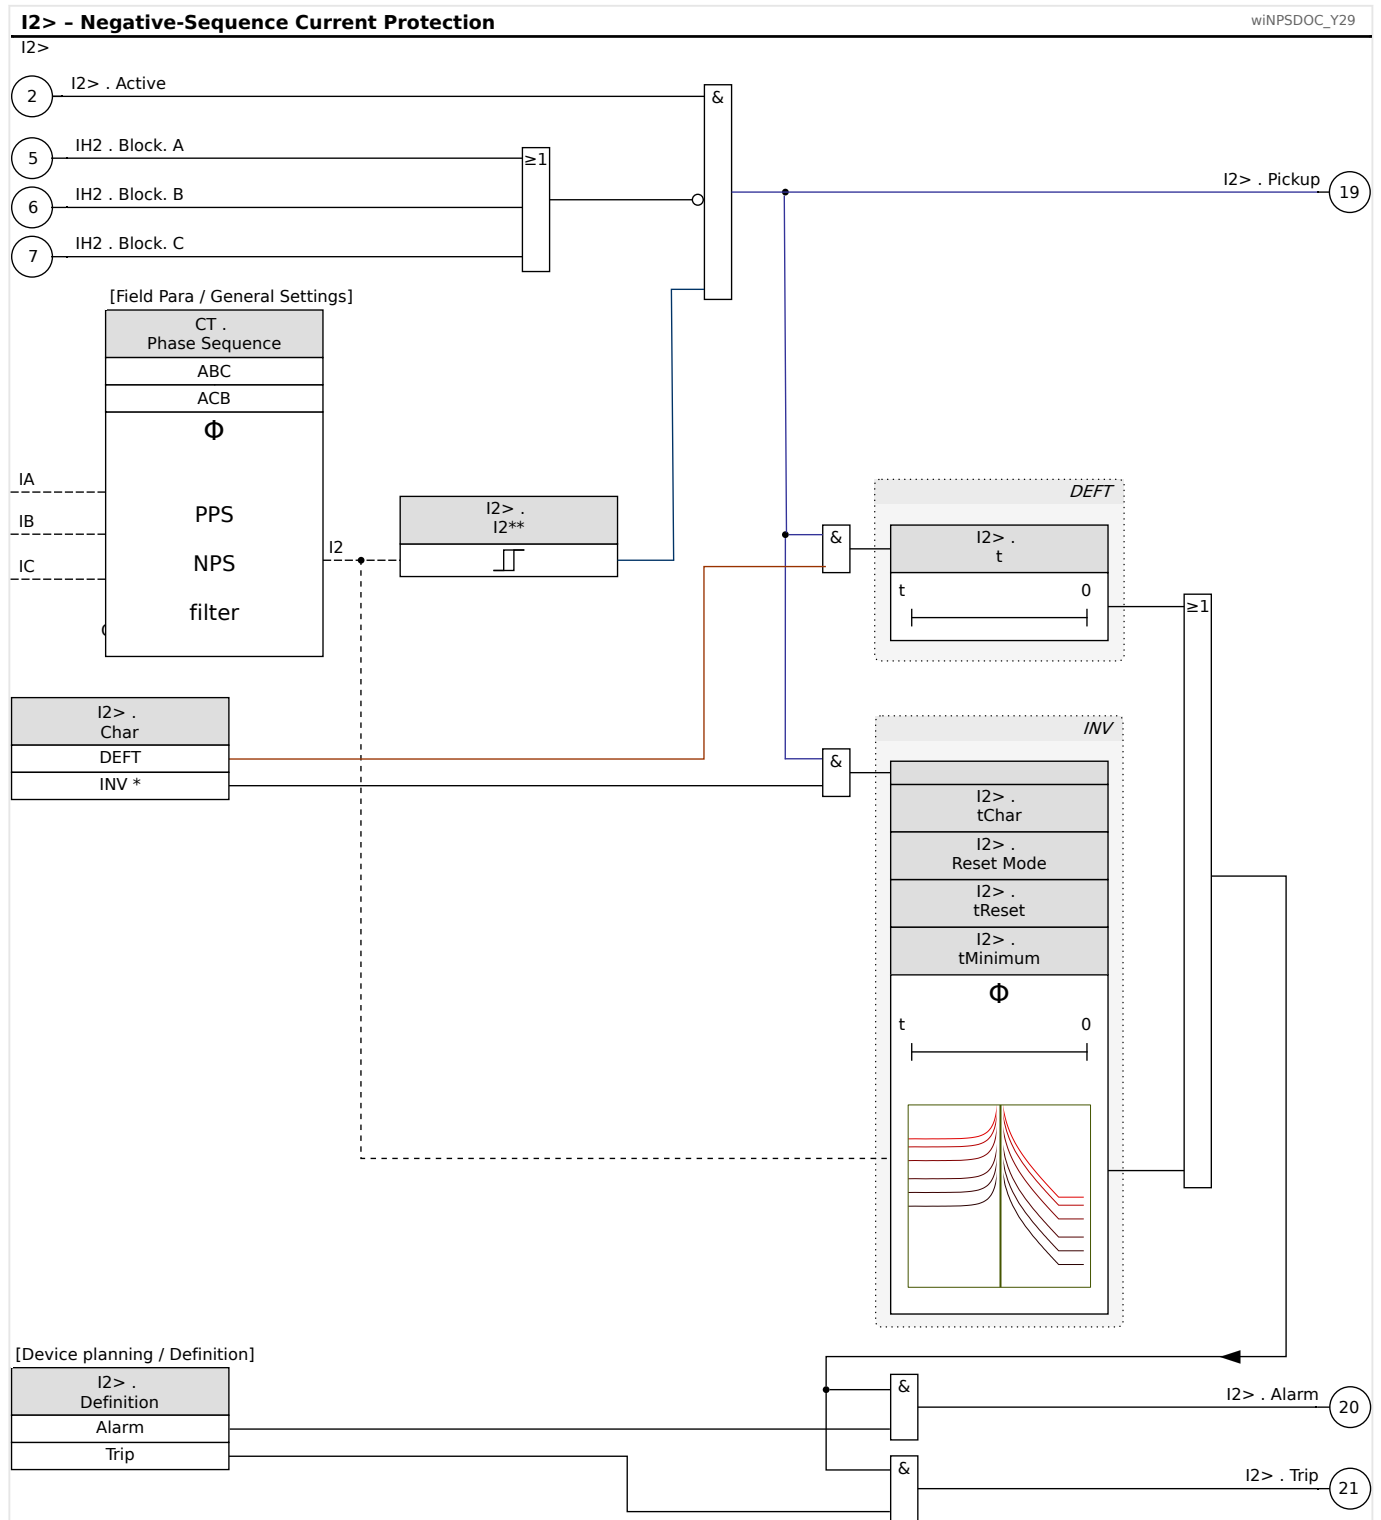 I2> – Negative-Sequence Current Protection
wiNPSDOC_Y29
I2>
2
I2> . Active
&
5
IH2 . Block. A
≥1
6
IH2 . Block. B
7
IH2 . Block. C
I2> . Pickup
19
[Field Para / General Settings]
CT .
Phase Sequence
ABC
ACB
Φ
PPS
NPS
filter
IA
IB
IC
I2
I2> .
I2**
&
DEFT
I2> .
t
t
0
≥1
I2> .
Char
DEFT
INV *
&
INV
I2> .
tChar
I2> .
Reset Mode
I2> .
tReset
I2> .
tMinimum
Φ
t
0
[Device planning / Definition]
I2> .
Definition
Alarm
Trip
&
I2> . Alarm
20
&
I2> . Trip
21